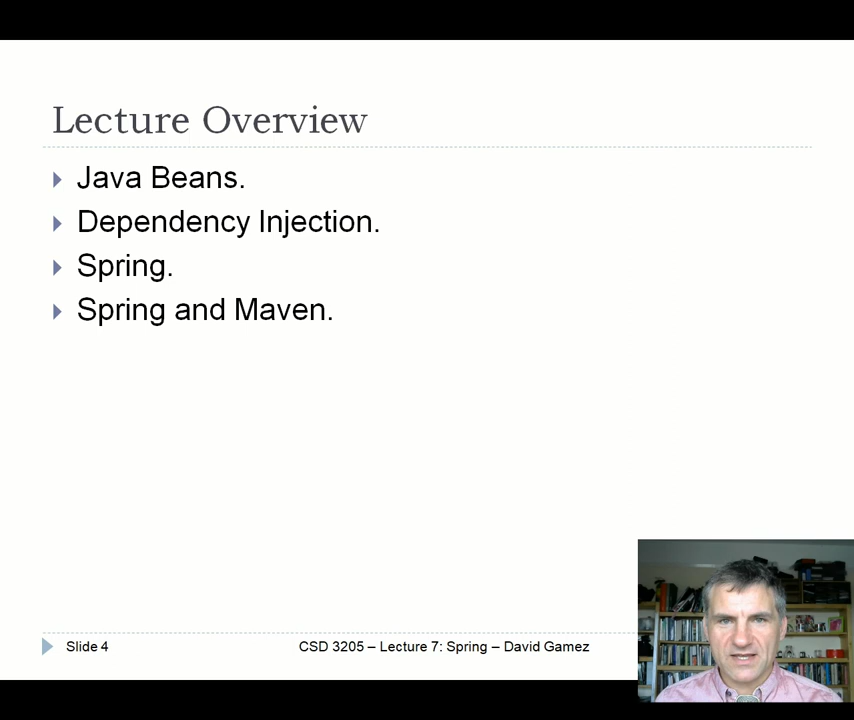 Lecture Overview
Java Beans.
Dependency Injection.
Spring.
Spring and Maven.
Slide 4
CSD 3205 – Lecture 7: Spring – David Gamez